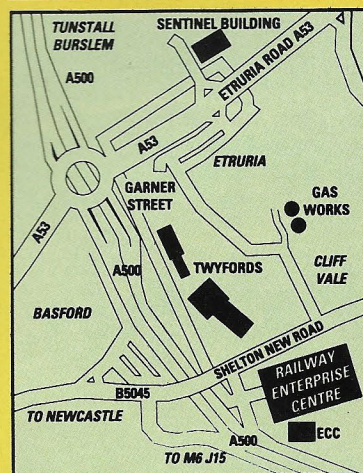 TUNSTALL
BURSLEM
SENTINEL BUILDING
A500
ETRURIA ROAD A53
A53
ETRURIA
GARNER
STREET
GAS
WORKS
A53
TWYFORDS
CLIFF
VALE
A500
BASFORD
SHELTON NEW ROAD
RAILWAY
ENTERPRISE
CENTRE
B5045
TO NEWCASTLE
ECC
A500
TO M6 J15